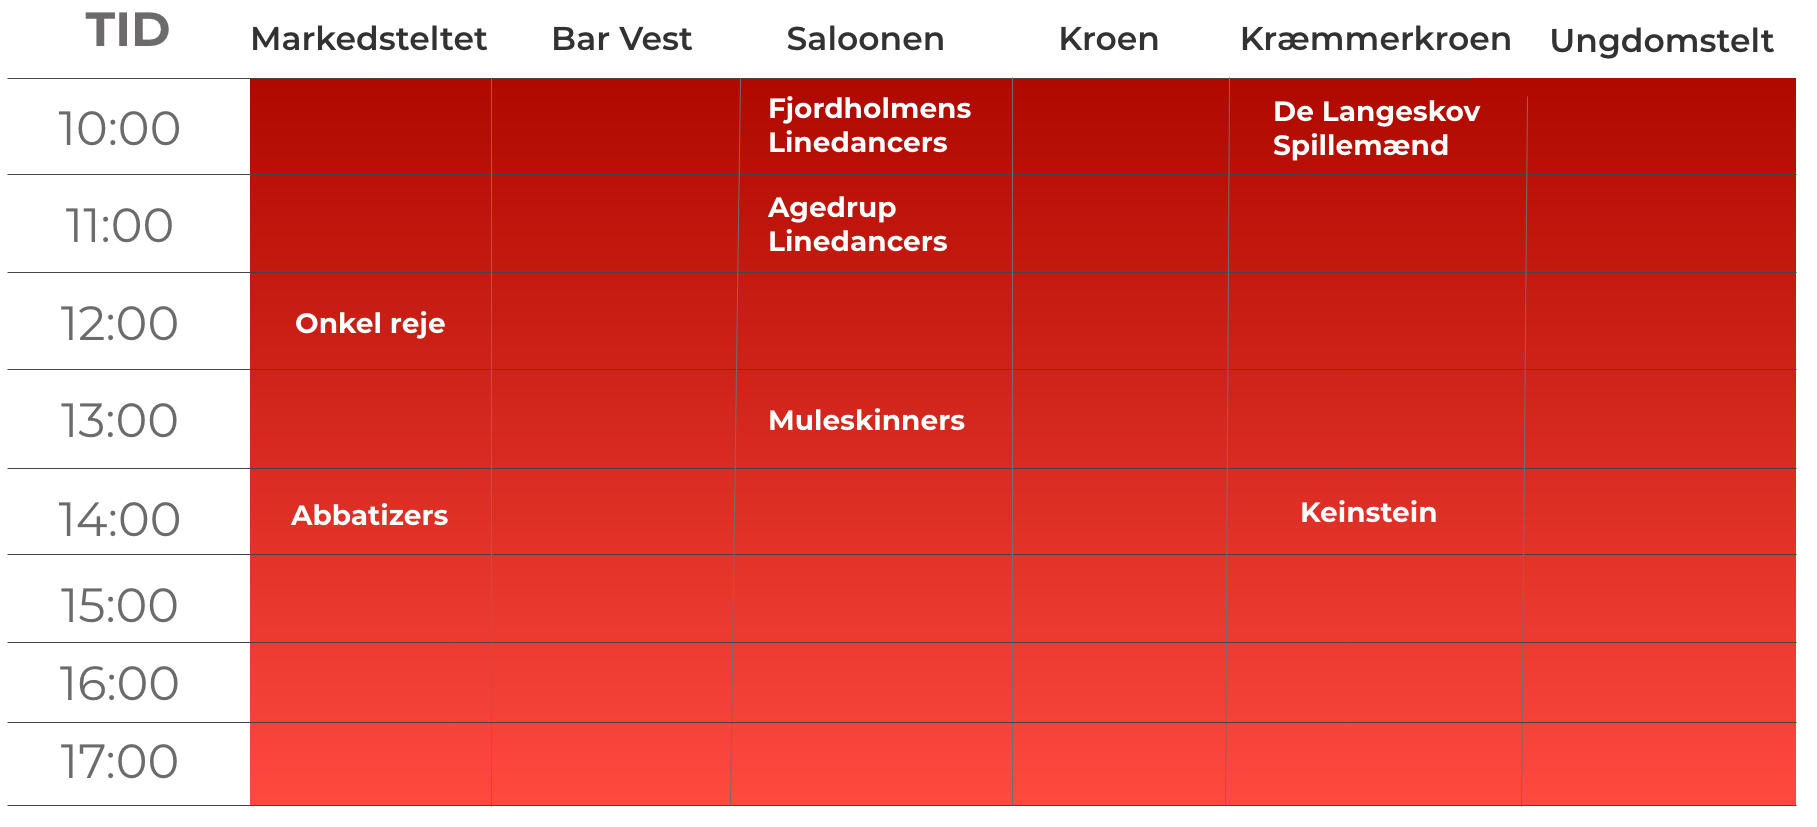 TID Markedsteltet Bar Vest Saloonen Kroen Kræmmerkroen Ungdomstelt
10:00
Fjordholmens
Linedancers
De Langeskov
Spillemænd
11:00
Agedrup
Linedancers
12:00 Onkel reje
13:00 Muleskinners
14:00 Abbatizers Keinstein
15:00
16:00
17:00